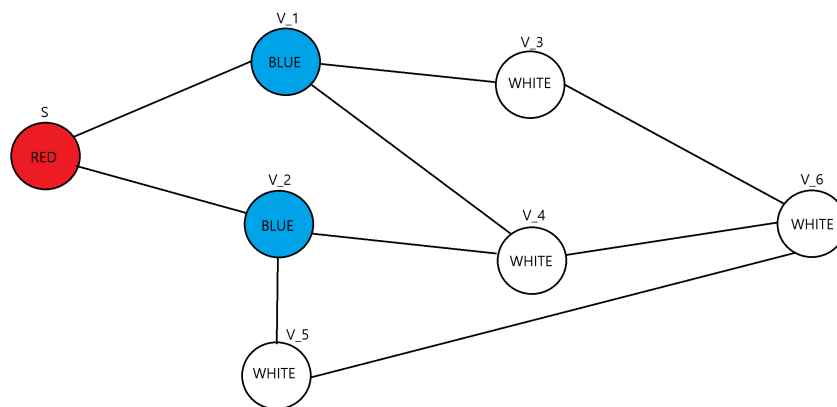 V_1
BLUE
V_3
WHITE
S
RED
V_2
BLUE
V_4
WHITE
V_6
WHITE
V_5
WHITE